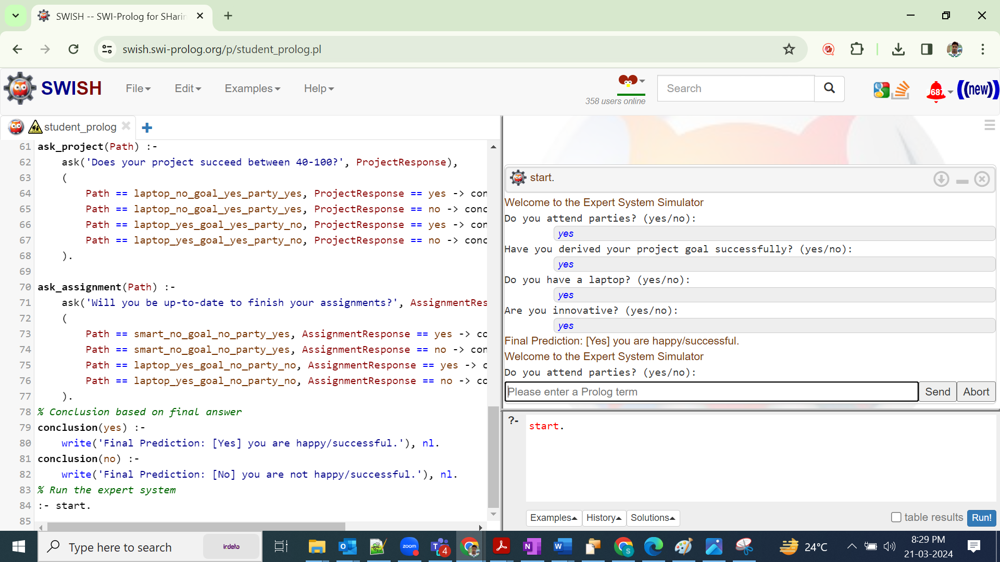 SWISH -- SWI-Prolog for SHarin
swish.swi-prolog.org/p/student_prolog.pl
SWISH File Edit Examples Help 358 users online Search 687 ((new))
student_prolog
61 ask_project(Path) :-
62 ask('Does your project succeed between 40-100?', ProjectResponse),
63 (
64 Path == laptop_no_goal_yes_party_yes, ProjectResponse == yes -> con
65 Path == laptop_no_goal_yes_party_yes, ProjectResponse == no -> conc
66 Path == laptop_yes_goal_yes_party_no, ProjectResponse == yes -> con
67 Path == laptop_yes_goal_yes_party_no, ProjectResponse == no -> conc
68 ).
69
70 ask_assignment(Path) :-
71 ask('Will you be up-to-date to finish your assignments?', AssignmentRes
72 (
73 Path == smart_no_goal_no_party_yes, AssignmentResponse == yes -> co
74 Path == smart_no_goal_no_party_yes, AssignmentResponse == no -> con
75 Path == laptop_yes_goal_no_party_no, AssignmentResponse == yes -> c
76 Path == laptop_yes_goal_no_party_no, AssignmentResponse == no -> co
77 ).
78 % Conclusion based on final answer
79 conclusion(yes) :-
80 write('Final Prediction: [Yes] you are happy/successful.'), nl.
81 conclusion(no) :-
82 write('Final Prediction: [No] you are not happy/successful.'), nl.
83 % Run the expert system
84 :- start.
85
start.
Welcome to the Expert System Simulator
Do you attend parties? (yes/no):
yes
Have you derived your project goal successfully? (yes/no):
yes
Do you have a laptop? (yes/no):
yes
Are you innovative? (yes/no):
yes
Final Prediction: [Yes] you are happy/successful.
Welcome to the Expert System Simulator
Do you attend parties? (yes/no):
Please enter a Prolog term Send Abort
?- start.
Examples History Solutions table results Run!
Type here to search irdeto zoom T 4 N W S 24°C 8:29 PM
21-03-2024